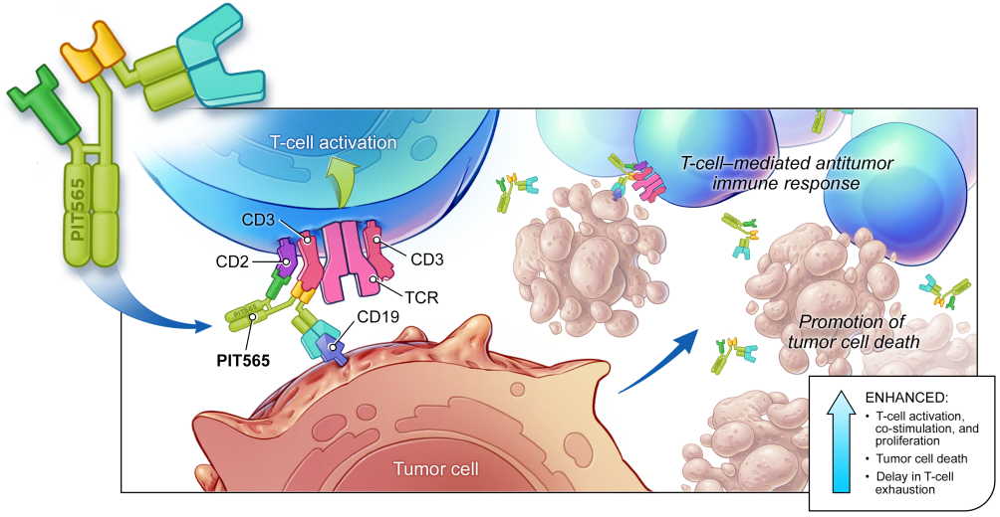 PIT565
T-cell activation
CD3
CD2
CD3
TCR
CD19
PIT565
PIT565
Tumor cell
T-cell–mediated antitumor
immune response
Promotion of
tumor cell death
ENHANCED:
• T-cell activation,
co-stimulation, and
proliferation
• Tumor cell death
• Delay in T-cell
exhaustion